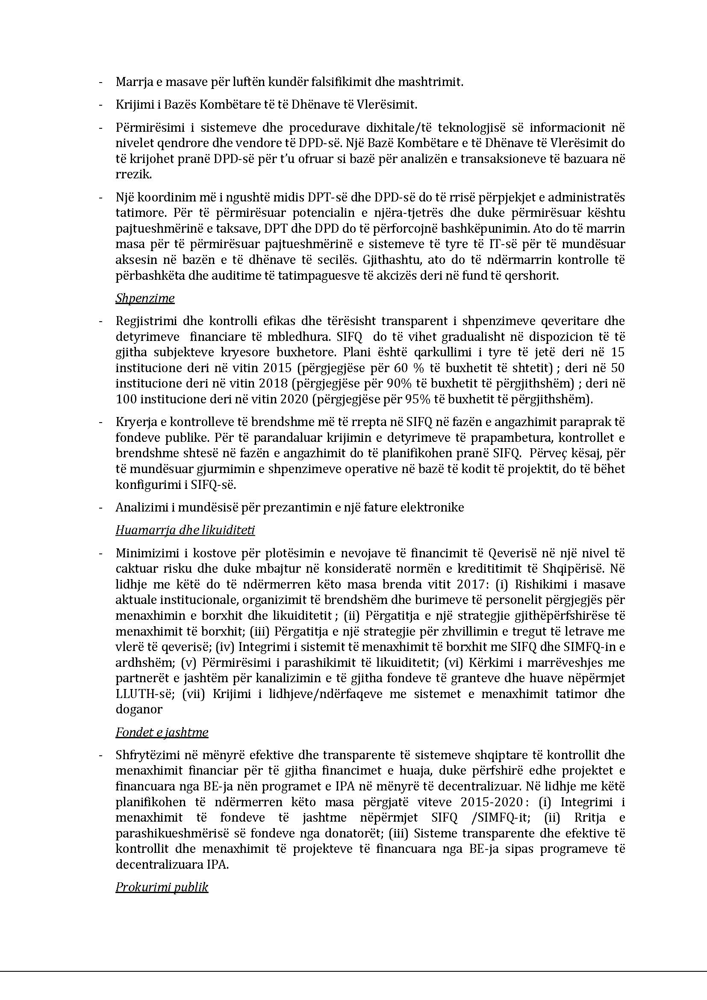 - Marrja e masave për luftën kundër falsifikimit dhe mashtrimit.
- Krijimi i Bazës Kombëtare të të Dhënave të Vlerësimit.
- Përmirësimi i sistemeve dhe procedurave dixhitale/të teknologjisë së informacionit në
nivelet qendrore dhe vendore të DPD-së. Një Bazë Kombëtare e të Dhënave të Vlerësimit do
të krijohet pranë DPD-së për t’u ofruar si bazë për analizën e transaksioneve të bazuara në
rrezik.
- Një koordinim më i ngushtë midis DPT-së dhe DPD-së do të rrisë përpjekjet e administratës
tatimore. Për të përmirësuar potencialin e njëra-tjetrës dhe duke përmirësuar kështu
pajtueshmërinë e taksave, DPT dhe DPD do të përforcojnë bashkëpunimin. Ato do të marrin
masa për të përmirësuar pajtueshmërinë e sistemeve të tyre të IT-së për të mundësuar
aksesin në bazën e të dhënave të secilës. Gjithashtu, ato do të ndërmarrin kontrolle të
përbashkëta dhe auditime të tatimpaguesve të akcizës deri në fund të qershorit.
Shpenzime
- Regjistrimi dhe kontrolli efikas dhe tërësisht transparent i shpenzimeve qeveritare dhe
detyrimeve financiare të mbledhura. SIFQ do të vihet gradualisht në dispozicion të të
gjitha subjekteve kryesore buxhetore. Plani është qarkullimi i tyre të jetë deri në 15
institucione deri në vitin 2015 (përgjegjëse për 60 % të buxhetit të shtetit) ; deri në 50
institucione deri në vitin 2018 (përgjegjëse për 90% të buxhetit të përgjithshëm) ; deri në
100 institucione deri në vitin 2020 (përgjegjëse për 95% të buxhetit të përgjithshëm).
- Kryerja e kontrolleve të brendshme më të rrepta në SIFQ në fazën e angazhimit paraprak të
fondeve publike. Për të parandaluar krijimin e detyrimeve të prapambetura, kontrollet e
brendshme shtesë në fazën e angazhimit do të planifikohen pranë SIFQ. Përveç kësaj, për
të mundësuar gjurmimin e shpenzimeve operative në bazë të kodit të projektit, do të bëhet
konfigurimi i SIFQ-së.
- Analizimi i mundësisë për prezantimin e një fature elektronike
Huamarrja dhe likuiditeti
- Minimizimi i kostove për plotësimin e nevojave të financimit të Qeverisë në një nivel të
caktuar risku dhe duke mbajtur në konsideratë normën e kredititimit të Shqipërisë. Në
lidhje me këtë do të ndërmerren këto masa brenda vitit 2017: (i) Rishikimi i masave
aktuale institucionale, organizimit të brendshëm dhe burimeve të personelit përgjegjës për
menaxhimin e borxhit dhe likuiditetit ; (ii) Përgatitja e një strategjie gjithëpërfshirëse të
menaxhimit të borxhit; (iii) Përgatitja e një strategjie për zhvillimin e tregut të letrave me
vlerë të qeverisë; (iv) Integrimi i sistemit të menaxhimit të borxhit me SIFQ dhe SIMFQ-in e
ardhshëm; (v) Përmirësimi i parashikimit të likuiditetit; (vi) Kërkimi i marrëveshjes me
partnerët e jashtëm për kanalizimin e të gjitha fondeve të granteve dhe huave nëpërmjet
LLUTH-së; (vii) Krijimi i lidhjeve/ndërfaqeve me sistemet e menaxhimit tatimor dhe
doganor
Fondet e jashtme
- Shfrytëzimi në mënyrë efektive dhe transparente të sistemeve shqiptare të kontrollit dhe
menaxhimit financiar për të gjitha financimet e huaja, duke përfshirë edhe projektet e
financuara nga BE-ja nën programet e IPA në mënyrë të decentralizuar. Në lidhje me këtë
planifikohen të ndërmerren këto masa përgjatë viteve 2015-2020 : (i) Integrimi i
menaxhimit të fondeve të jashtme nëpërmjet SIFQ /SIMFQ-it; (ii) Rritja e
parashikueshmërisë së fondeve nga donatorët; (iii) Sisteme transparente dhe efektive të
kontrollit dhe menaxhimit të projekteve të financuara nga BE-ja sipas programeve të
decentralizuara IPA.
Prokurimi publik